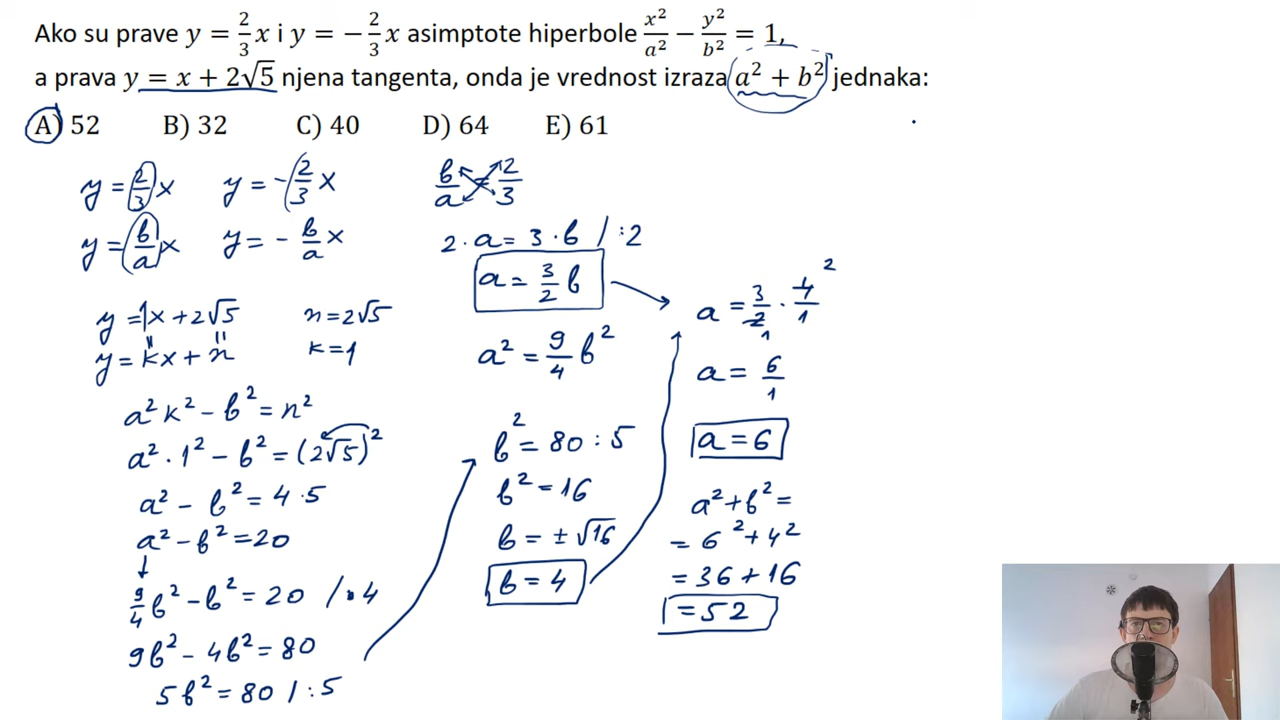 Ako su prave y = 2/3 x i y = −2/3 x asimptote hiperbole x²/a² − y²/b² = 1,
a prava y = x + 2√5 njena tangenta, onda je vrednost izraza a² + b² jednaka:
A) 52 B) 32 C) 40 D) 64 E) 61
y = 2/3 x y = −2/3 x
y = b/a x y = − b/a x
y = 1x + 2√5 n = 2√5
y = kx + n k = 1
a²k² − b² = n²
a² · 1² − b² = (2√5)²
a² − b² = 4 · 5
a² − b² = 20
9/4 b² − b² = 20 / · 4
9b² − 4b² = 80
5b² = 80 / : 5
b/a = 2/3
2 · a = 3 · b / : 2
a = 3/2 b
a² = 9/4 b²
b² = 80 : 5
b² = 16
b = ± √16
b = 4
a = 3/2 · 4/1 2 1
a = 6/1
a = 6
a² + b² =
= 6² + 4²
= 36 + 16
= 52